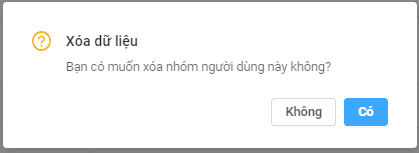 Xóa dữ liệu
Bạn có muốn xóa nhóm người dùng này không?
Không
Có